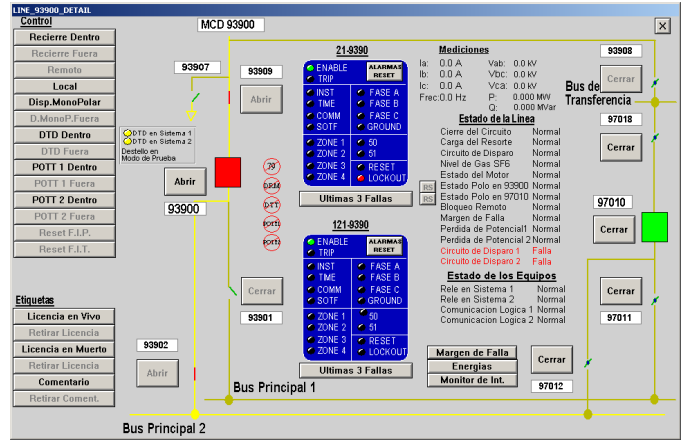 LINE_93900_DETAIL
Control
Recierre Dentro
Recierre Fuera
Remoto
Local
Disp.MonoPolar
D.MonoP.Fuera
DTD Dentro
DTD Fuera
POTT 1 Dentro
POTT 1 Fuera
POTT 2 Dentro
POTT 2 Fuera
Reset F.I.P.
Reset F.I.T.
Etiquetas
Licencia en Vivo
Retirar Licencia
Licencia en Muerto
Retirar Licencia
Comentario
Retirar Coment.
MCD 93900
93907
93909
Abrir
DTD en Sistema 1
DTD en Sistema 2
Destello en
Modo de Prueba
Abrir
93900
79
DRM
DTT
POTT1
POTT2
Cerrar
93901
93902
Abrir
Bus Principal 1
Bus Principal 2
21-9390
ENABLE
TRIP
ALARMAS
RESET
INST
TIME
COMM
SOTF
FASE A
FASE B
FASE C
GROUND
ZONE 1
ZONE 2
ZONE 3
ZONE 4
50
51
RESET
LOCKOUT
Ultimas 3 Fallas
121-9390
ENABLE
TRIP
ALARMAS
RESET
INST
TIME
COMM
SOTF
FASE A
FASE B
FASE C
GROUND
ZONE 1
ZONE 2
ZONE 3
ZONE 4
50
51
RESET
LOCKOUT
Ultimas 3 Fallas
Mediciones
Ia: 0.0 A Vab: 0.0 kV
Ib: 0.0 A Vbc: 0.0 kV
Ic: 0.0 A Vca: 0.0 kV
Frec:0.0 Hz P: 0.000 MW
Q: 0.000 MVar
Estado de la Linea
Cierre del Circuito Normal
Carga del Resorte Normal
Circuito de Disparo Normal
Nivel de Gas SF6 Normal
Estado del Motor Normal
RS Estado Polo en 93900 Normal
RS Estado Polo en 97010 Normal
Bloqueo Remoto Normal
Margen de Falla Normal
Perdida de Potencial1 Normal
Perdida de Potencial 2 Normal
Circuito de Disparo 1 Falla
Circuito de Disparo 2 Falla
Estado de los Equipos
Rele en Sistema 1 Normal
Rele en Sistema 2 Normal
Comunicacion Logica 1 Normal
Comunicacion Logica 2 Normal
Margen de Falla
Energias
Monitor de Int.
Cerrar
97012
93908
Cerrar
Bus de
Transferencia
97018
Cerrar
97010
Cerrar
Cerrar
97011